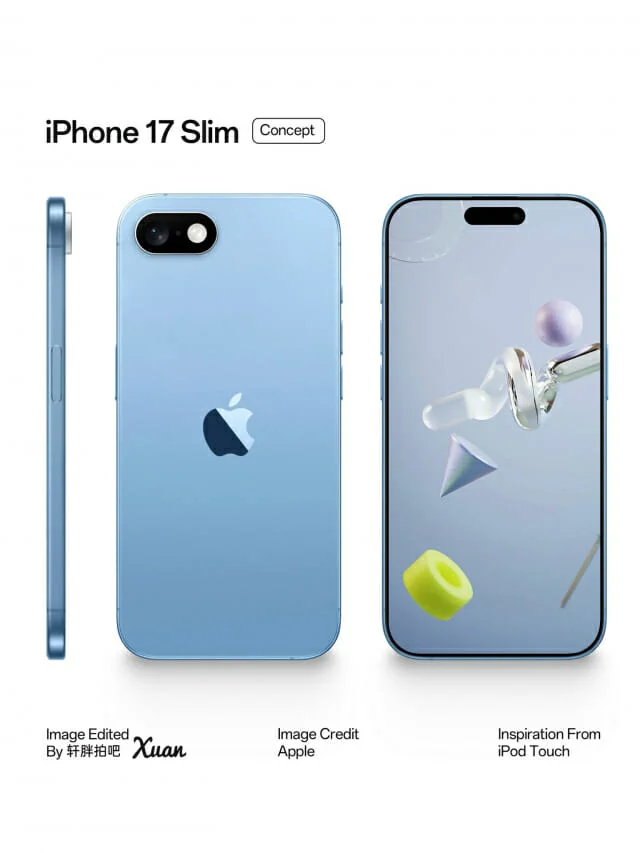 iPhone 17 Slim Concept
Image Edited
By 轩胖拍吧 Xuan
Image Credit
Apple
Inspiration From
iPod Touch